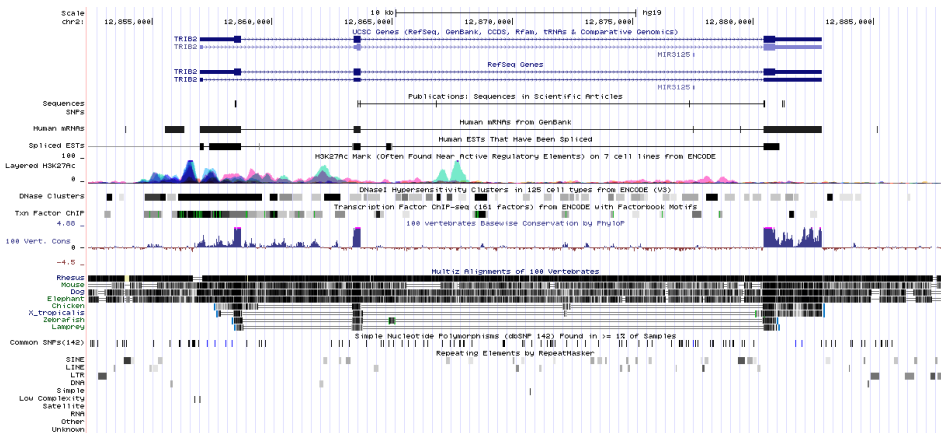 Scale 10 kb hg19
chr2: 12,855,000 12,860,000 12,865,000 12,870,000 12,875,000 12,880,000 12,885,000
UCSC Genes (RefSeq, GenBank, CCDS, Rfam, tRNAs & Comparative Genomics)
TRIB2
TRIB2
MIR3125
RefSeq Genes
TRIB2
TRIB2
MIR3125
Publications: Sequences in Scientific Articles
Sequences
SNPs
Human mRNAs from GenBank
Human mRNAs
Human ESTs That Have Been Spliced
Spliced ESTs
100 _
H3K27Ac Mark (Often Found Near Active Regulatory Elements) on 7 cell lines from ENCODE
Layered H3K27Ac
0 _
DNaseI Hypersensitivity Clusters in 125 cell types from ENCODE (V3)
DNase Clusters
Transcription Factor ChIP-seq (161 factors) from ENCODE with Factorbook Motifs
Txn Factor ChIP
4.88 _
100 vertebrates Basewise Conservation by PhyloP
100 Vert. Cons
0 -
-4.5 _
Multiz Alignments of 100 Vertebrates
Rhesus
Mouse
Dog
Elephant
Chicken
X_tropicalis
Zebrafish
Lamprey
Simple Nucleotide Polymorphisms (dbSNP 142) Found in >= 1% of Samples
Common SNPs(142)
Repeating Elements by RepeatMasker
SINE
LINE
LTR
DNA
Simple
Low Complexity
Satellite
RNA
Other
Unknown